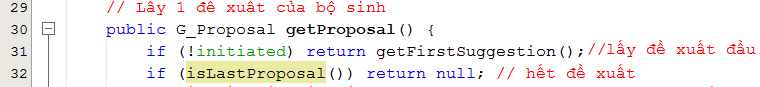 29 // Lấy 1 đề xuất của bộ sinh
30 public G_Proposal getProposal() {
31 if (!initiated) return getFirstSuggestion();//lấy đề xuất đầu
32 if (isLastProposal()) return null; // hết đề xuất